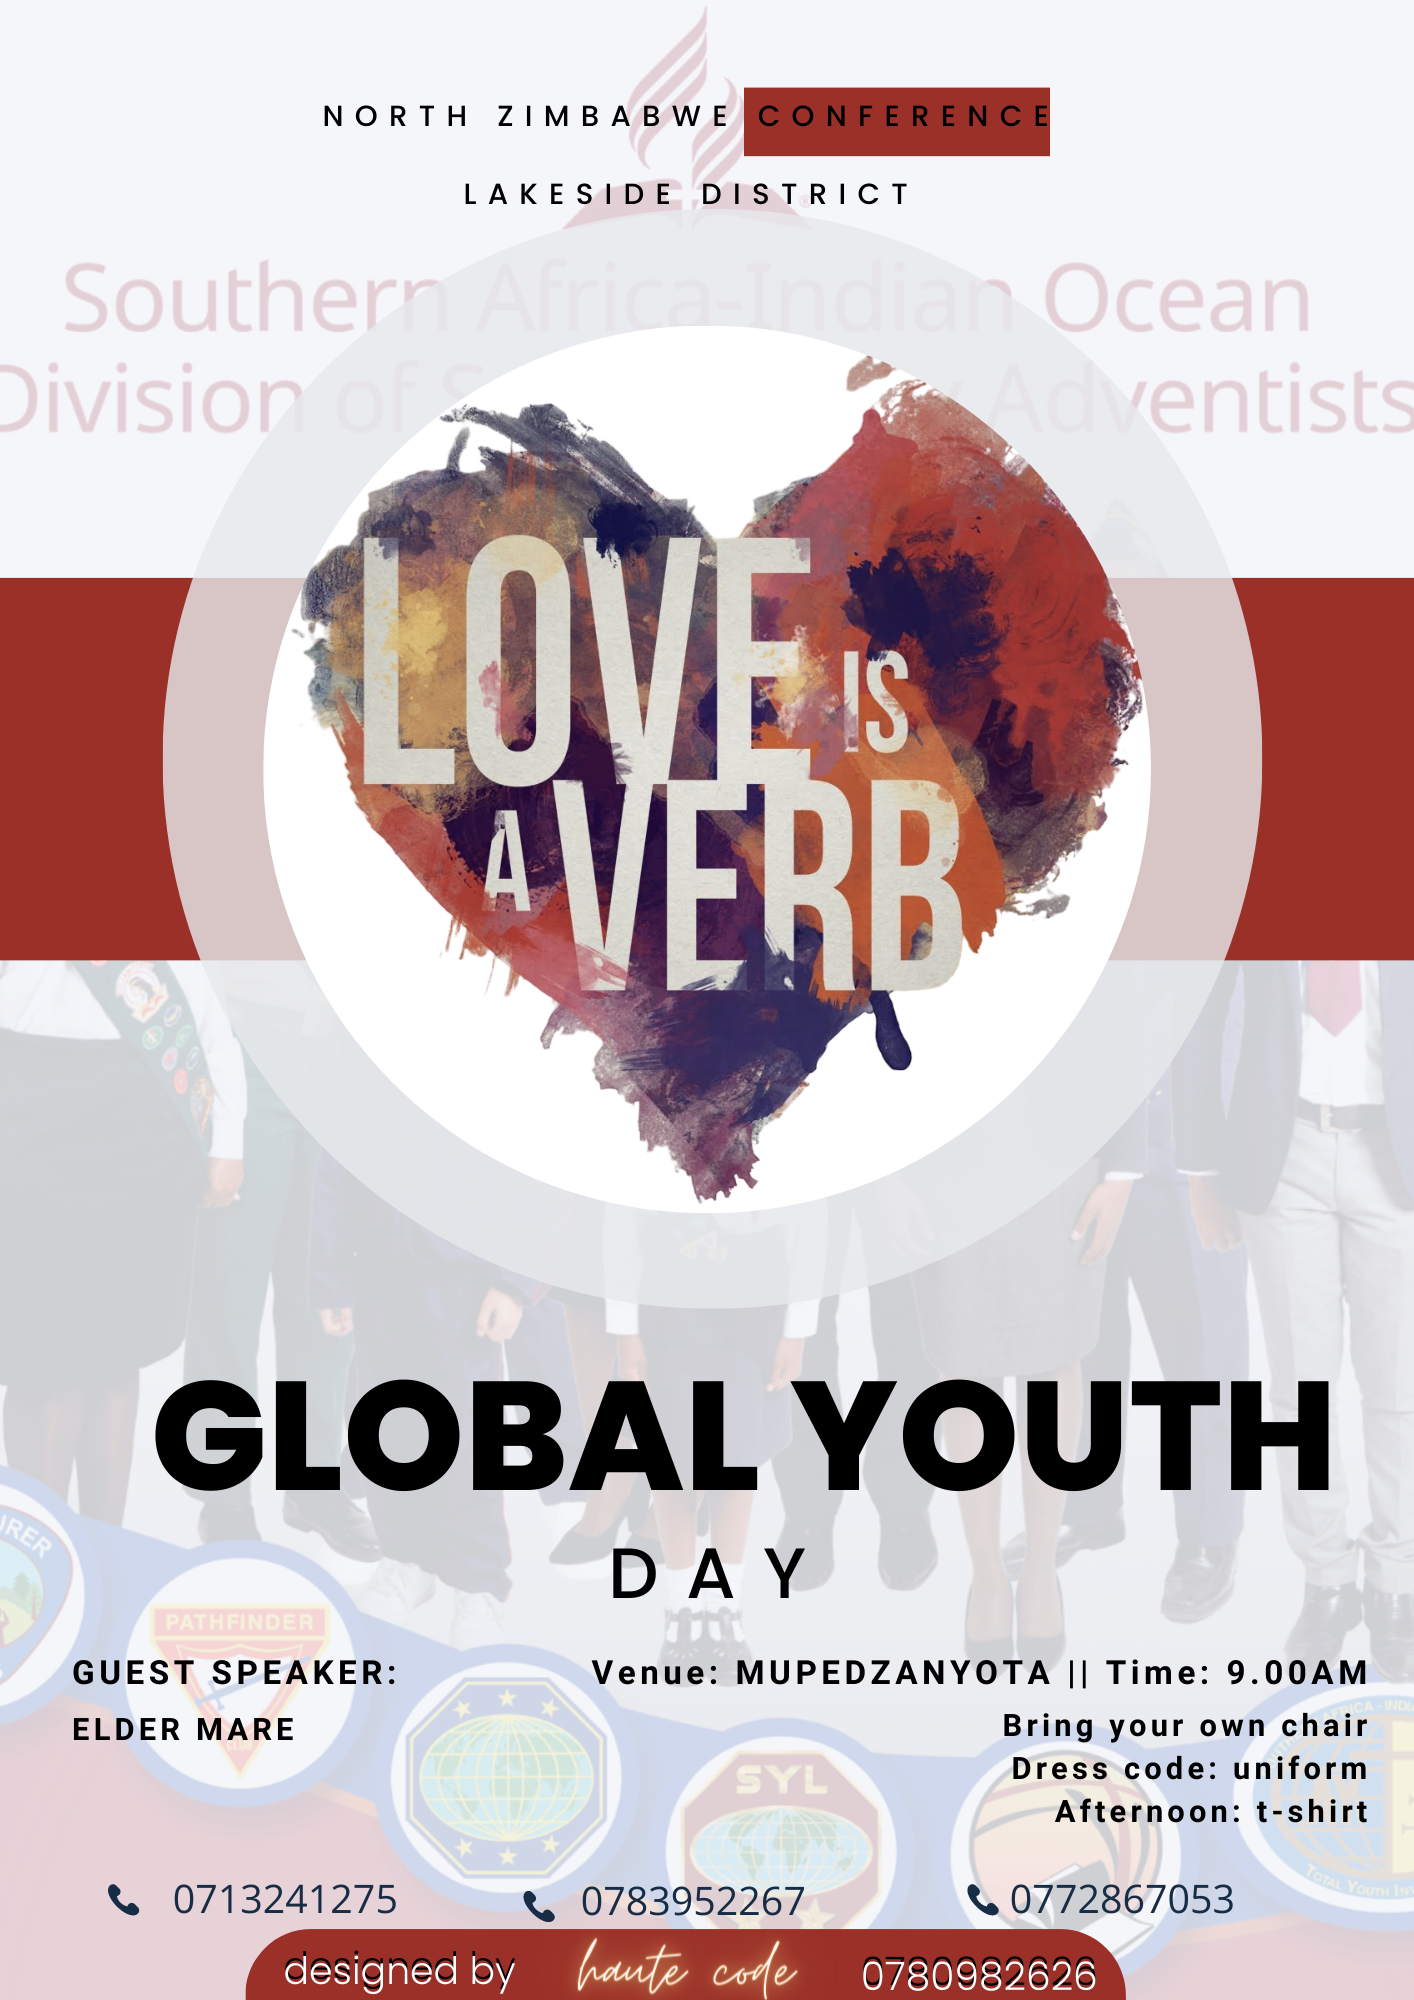 NORTH ZIMBABWE CONFERENCE
LAKESIDE DISTRICT
Southern Africa-Indian Ocean
Division of S Adventists
LOVE IS
A VERB
GLOBAL YOUTH
DAY
PATHFINDER
GUEST SPEAKER:
ELDER MARE
Venue: MUPEDZANYOTA || Time: 9.00AM
Bring your own chair
Dress code: uniform
Afternoon: t-shirt
SYL
0713241275
0783952267
0772867053
designed by haute code 0780982626